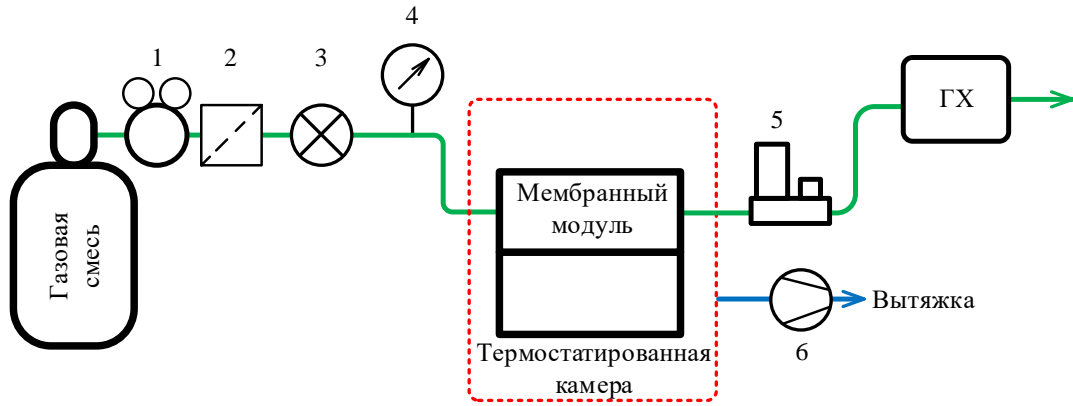 4
1
2
3
ГХ
5
Газовая
смесь
Мембранный
модуль
Вытяжка
6
Термостатированная
камера